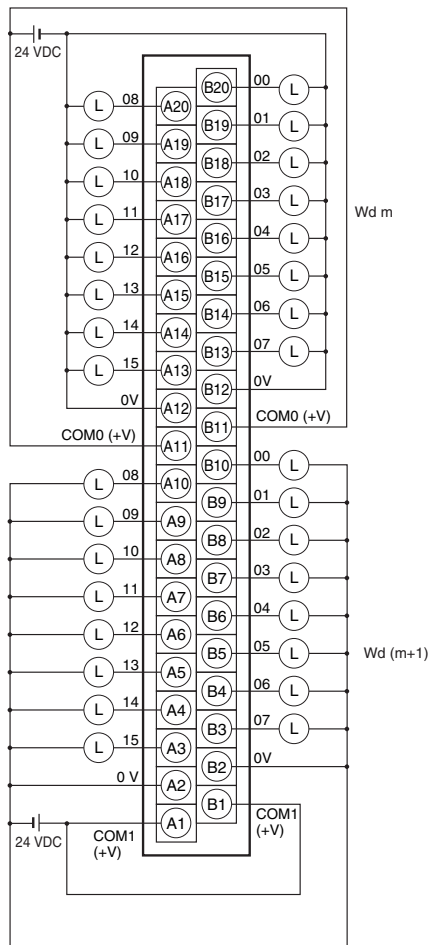 24 VDC
B20 00 L
L 08 A20
B19 01 L
L 09 A19
B18 02 L
L 10 A18
B17 03 L
Wd m
L 11 A17
B16 04 L
L 12 A16
B15 05 L
L 13 A15
B14 06 L
L 14 A14
B13 07 L
L 15 A13
B12 0V
0V A12
COM0 (+V)
B11
COM0 (+V)
A11
B10 00 L
L 08 A10
B9 01 L
L 09 A9
B8 02 L
L 10 A8
B7 03 L
L 11 A7
B6 04 L
L 12 A6
B5 05 L
Wd (m+1)
L 13 A5
B4 06 L
L 14 A4
B3 07 L
L 15 A3
B2 0V
0 V A2
B1
COM1
(+V)
A1
COM1
(+V)
24 VDC